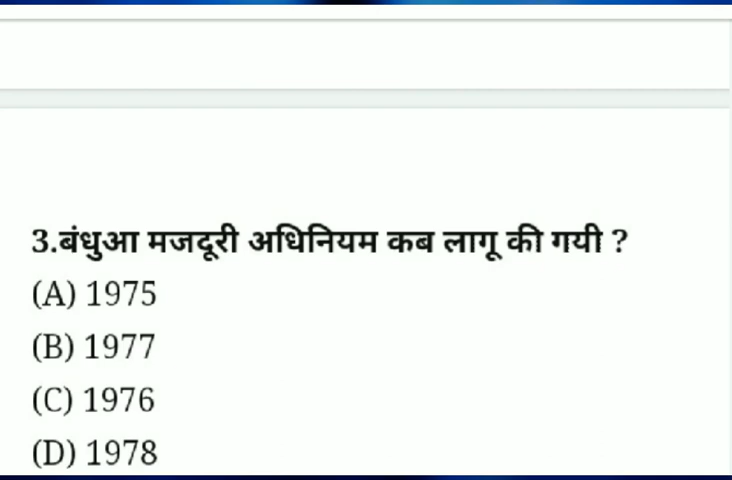 3.बंधुआ मजदूरी अधिनियम कब लागू की गयी ?
(A) 1975
(B) 1977
(C) 1976
(D) 1978